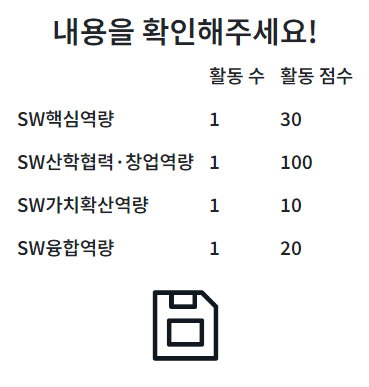 내용을 확인해주세요!
활동 수 활동 점수
SW핵심역량 1 30
SW산학협력·창업역량 1 100
SW가치확산역량 1 10
SW융합역량 1 20